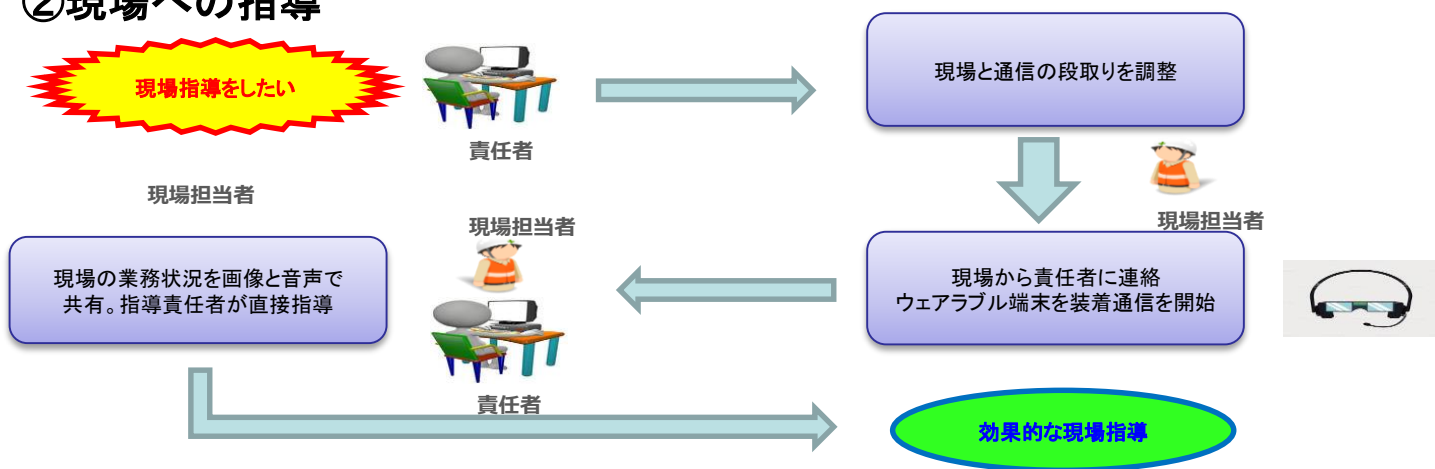 ②現場への指導
現場指導をしたい
責任者
現場と通信の段取りを調整
現場担当者
現場から責任者に連絡
ウェアラブル端末を装着通信を開始
現場担当者
責任者
現場担当者
現場の業務状況を画像と音声で
共有。指導責任者が直接指導
効果的な現場指導